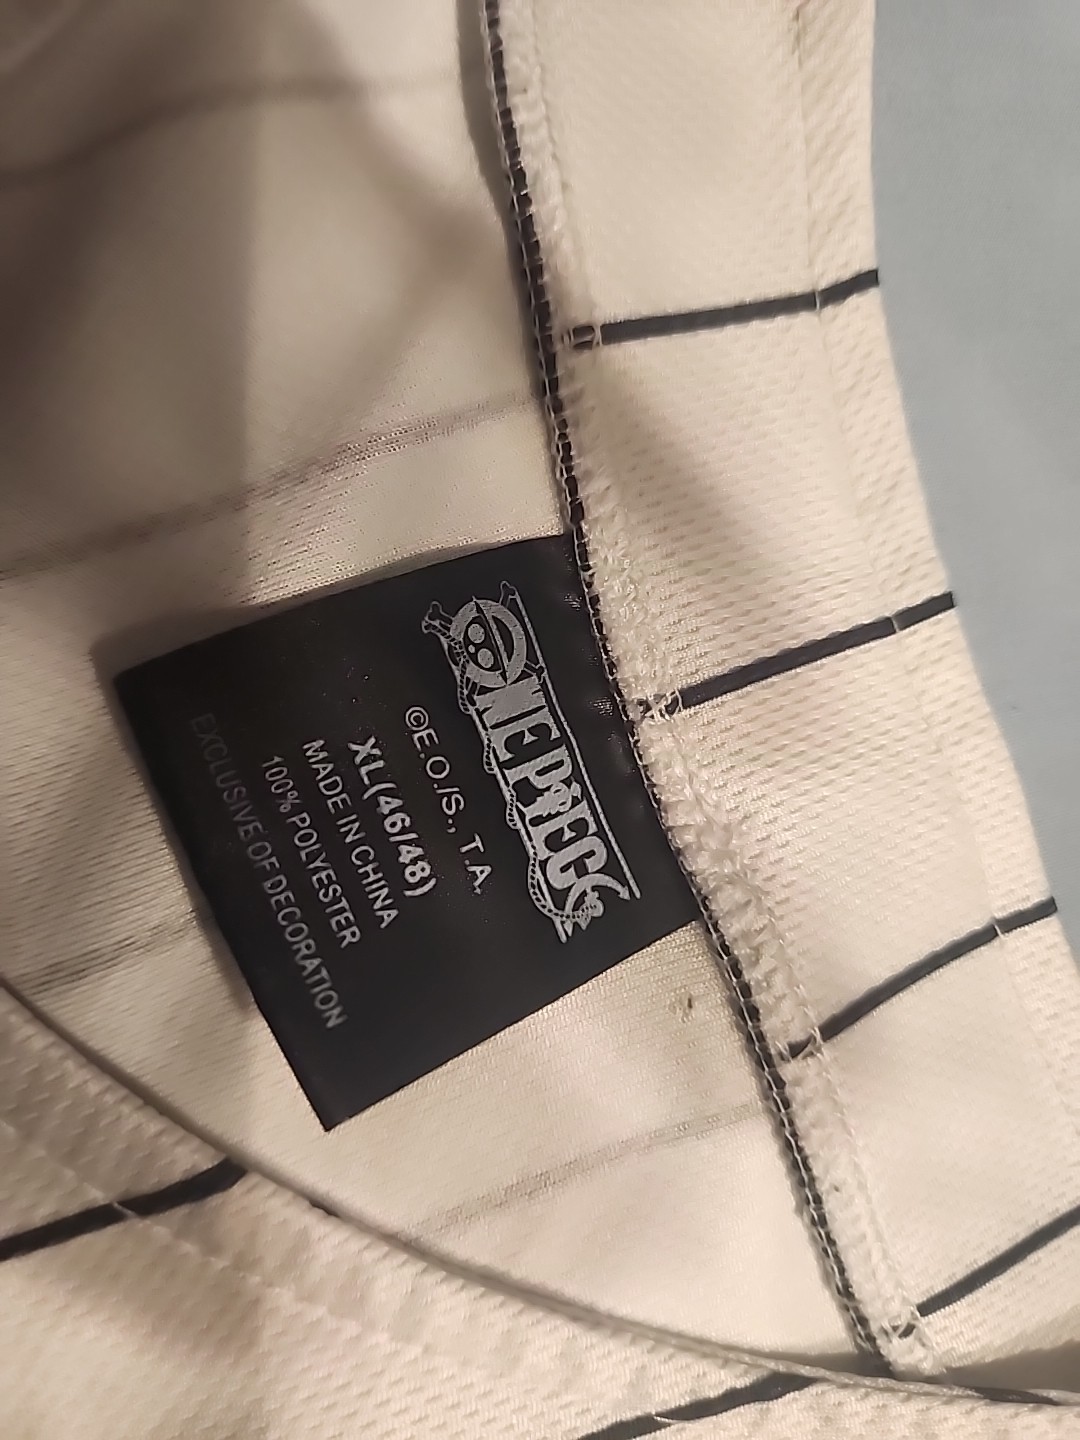 ONE PIECE
©E.O./S., T.A.
XL(46/48)
MADE IN CHINA
100% POLYESTER
EXCLUSIVE OF DECORATION